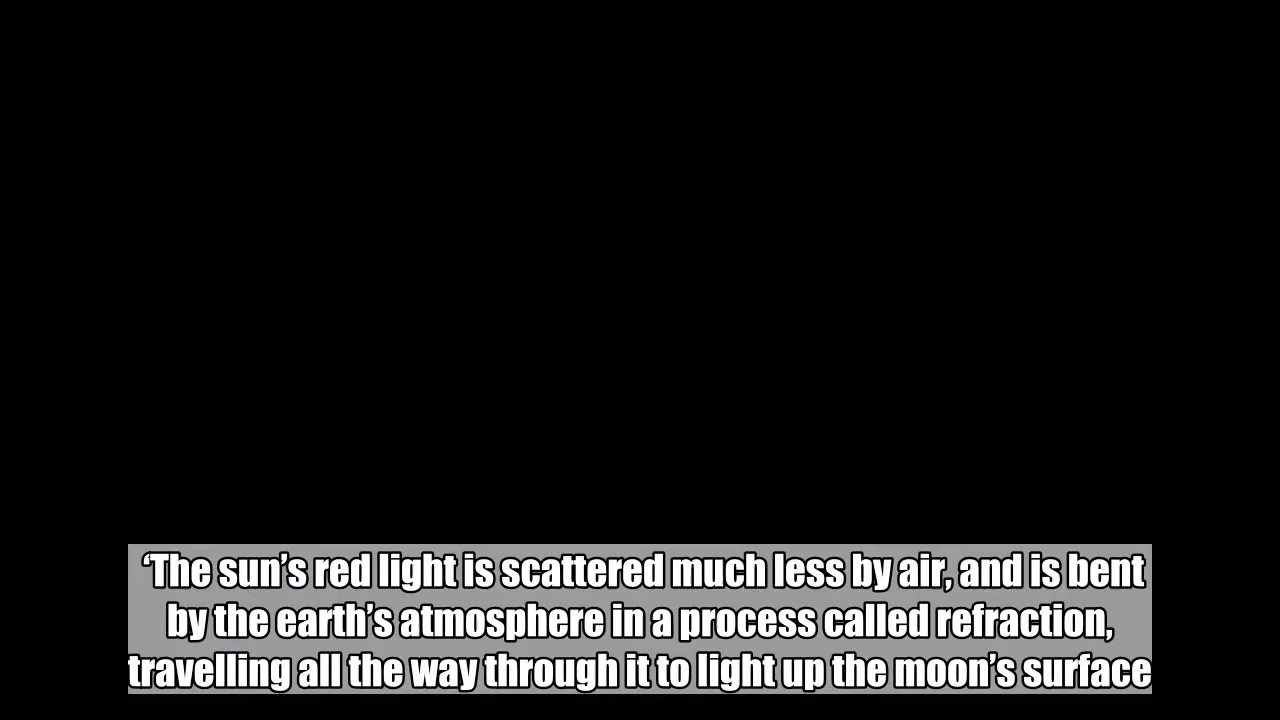 ‘The sun’s red light is scattered much less by air, and is bent
by the earth’s atmosphere in a process called refraction,
travelling all the way through it to light up the moon’s surface